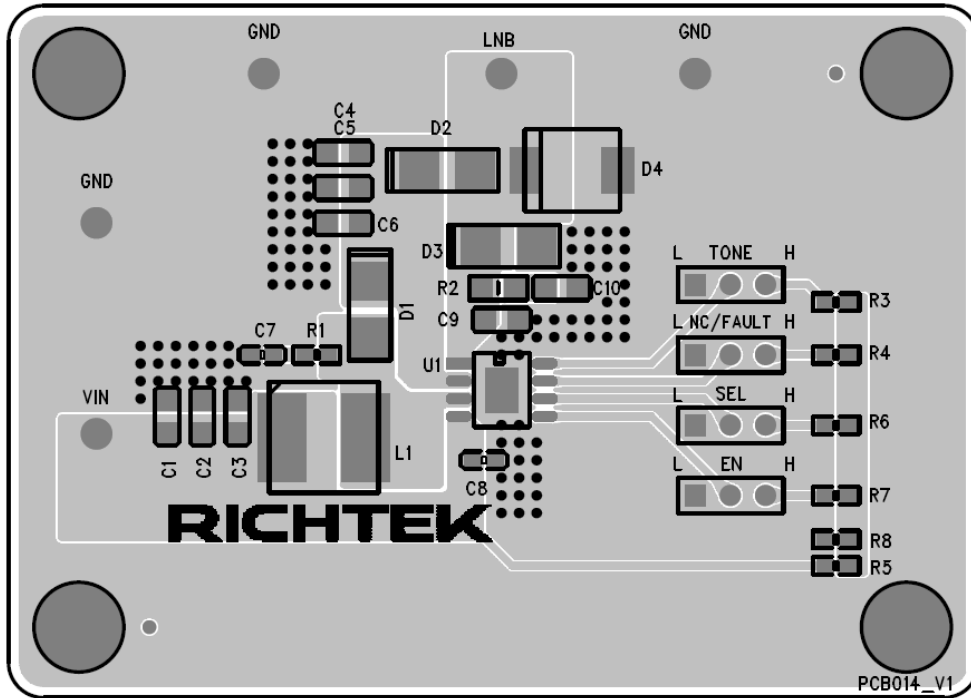 GND
LNB
GND
C4
C5
D2
D4
GND
C6
D3
L TONE H
R2
C10
R3
D1
C9
L NC/FAULT H
C7
R1
U1
R4
VIN
L SEL H
R6
C1
C2
C3
L1
L EN H
C8
R7
RICHTEK
R8
R5
PCB014_V1